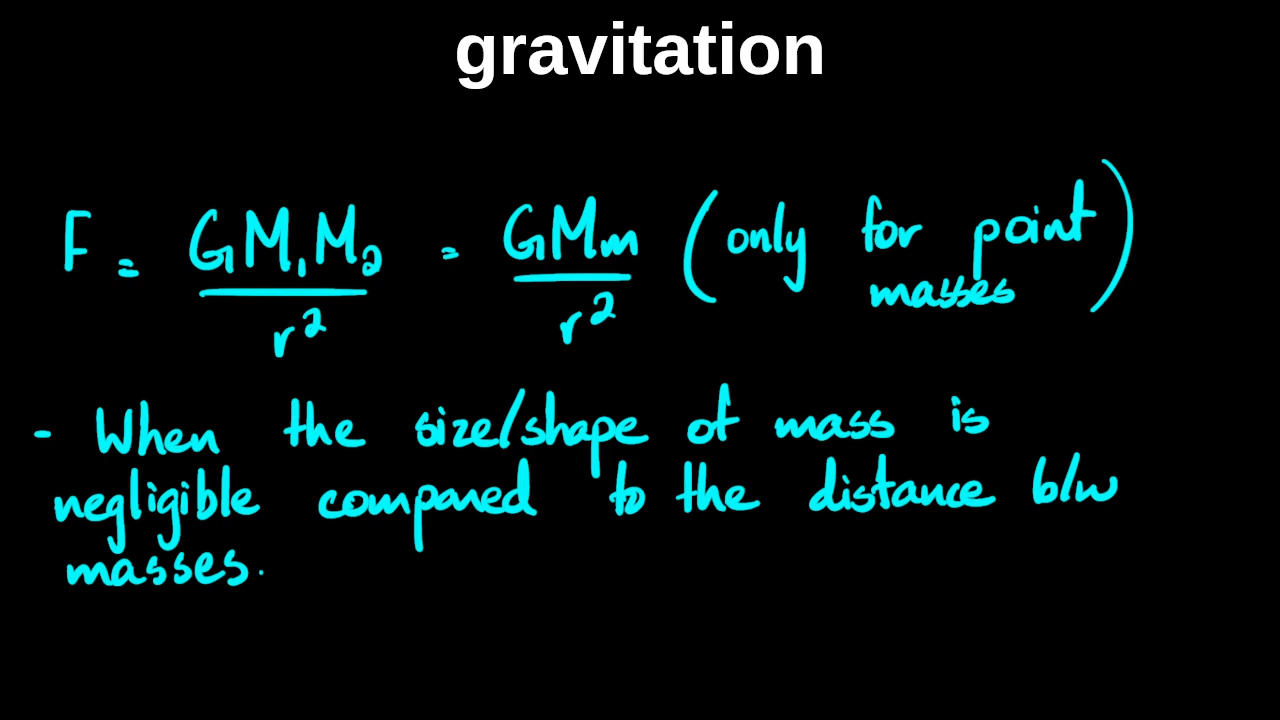 gravitation
F = GM₁M₂/r² = GMm/r² (only for point masses)
- When the size/shape of mass is
negligible compared to the distance b/w
masses.